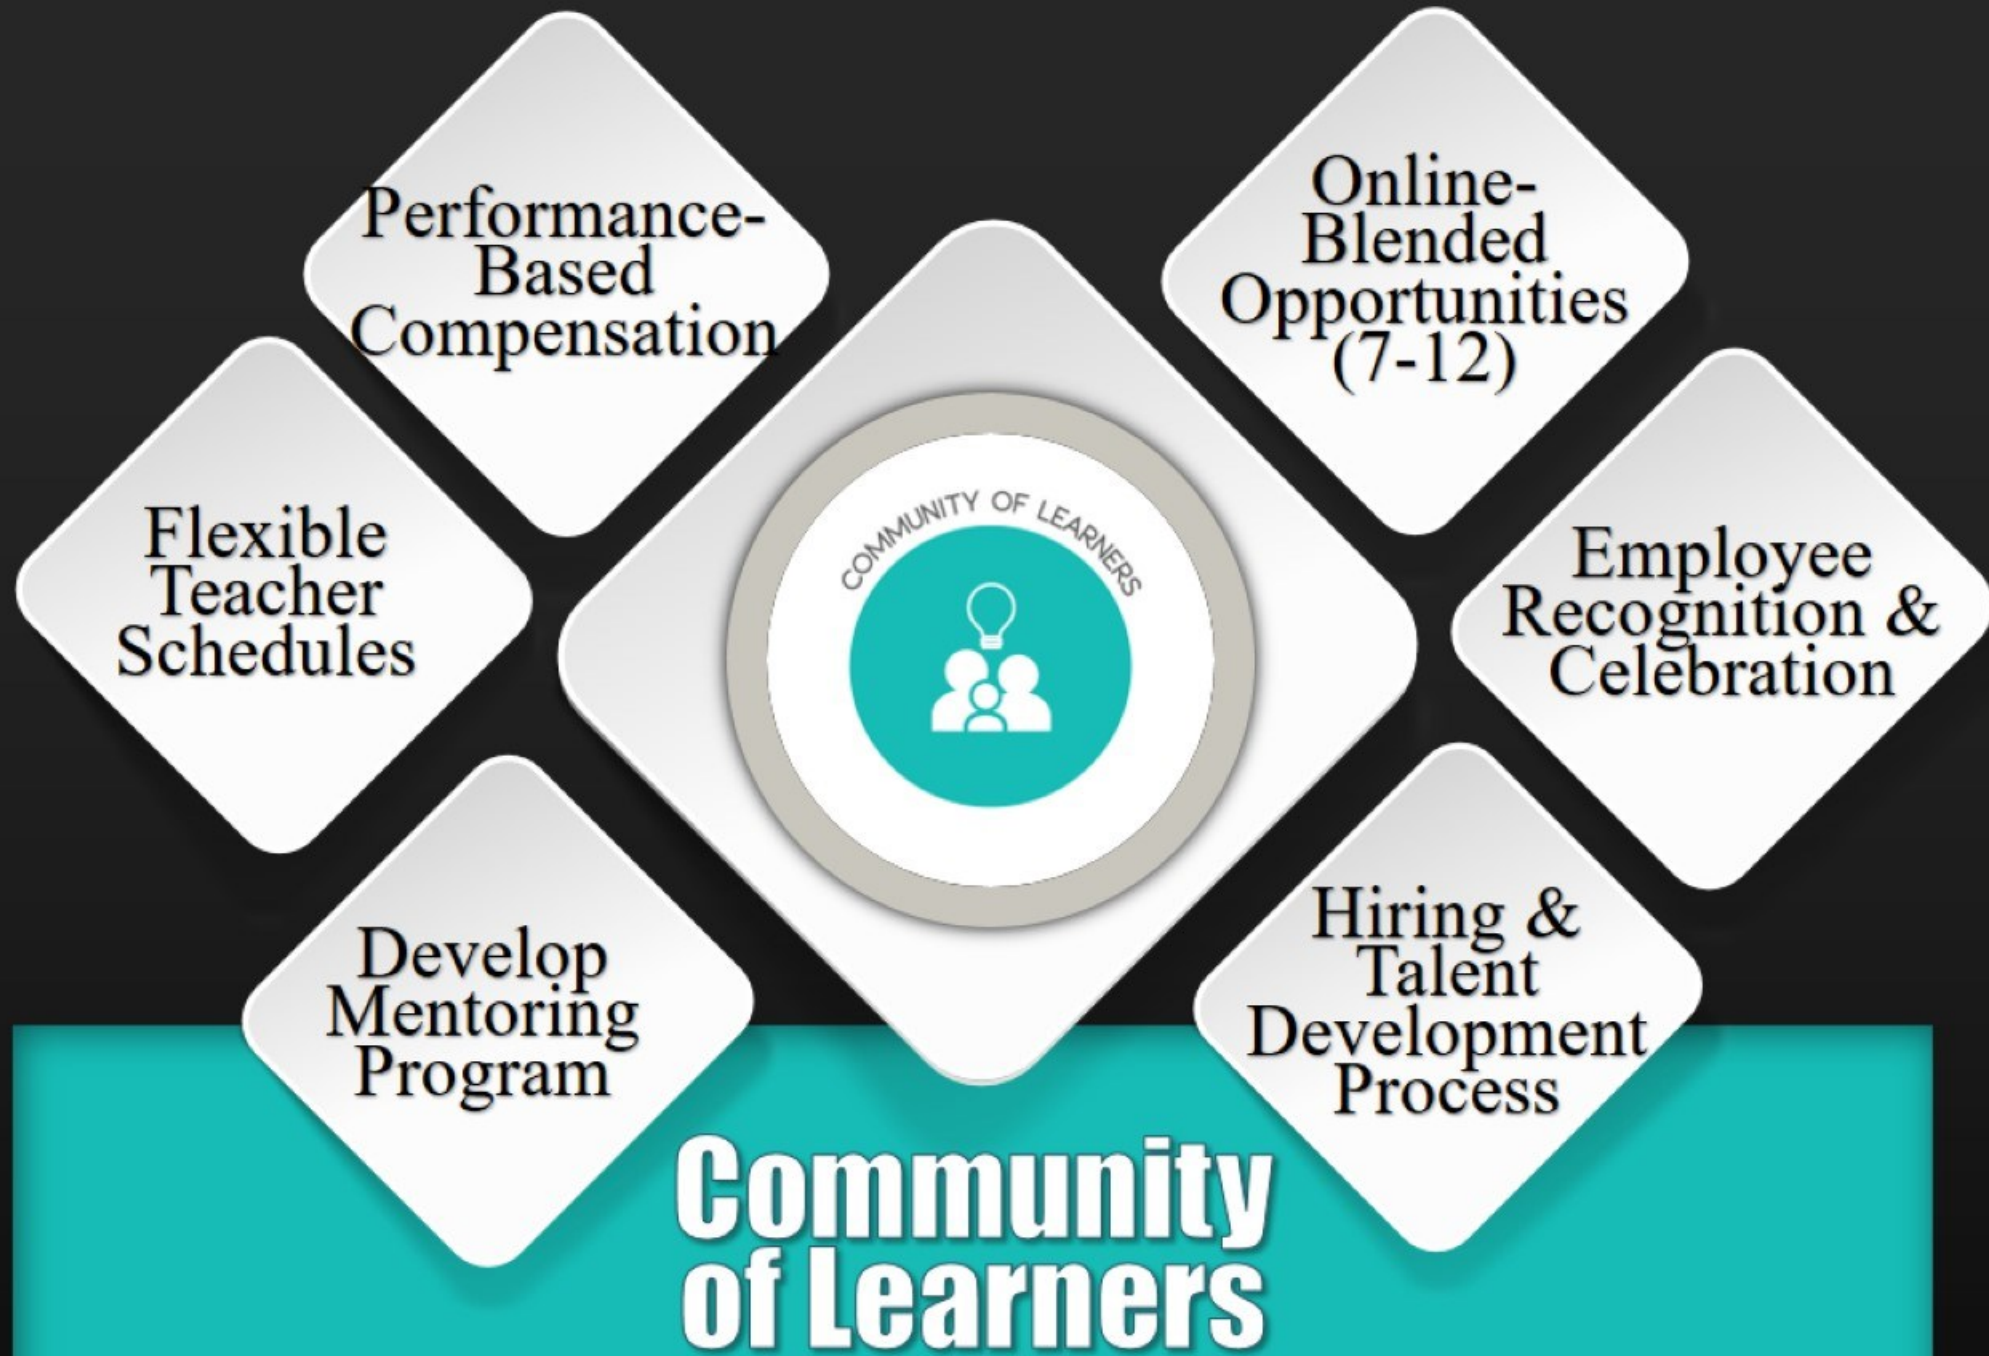 Performance-
Based
Compensation
Online-
Blended
Opportunities
(7-12)
Flexible
Teacher
Schedules
COMMUNITY OF LEARNERS
Employee
Recognition &
Celebration
Develop
Mentoring
Program
Hiring &
Talent
Development
Process
Community
of Learners